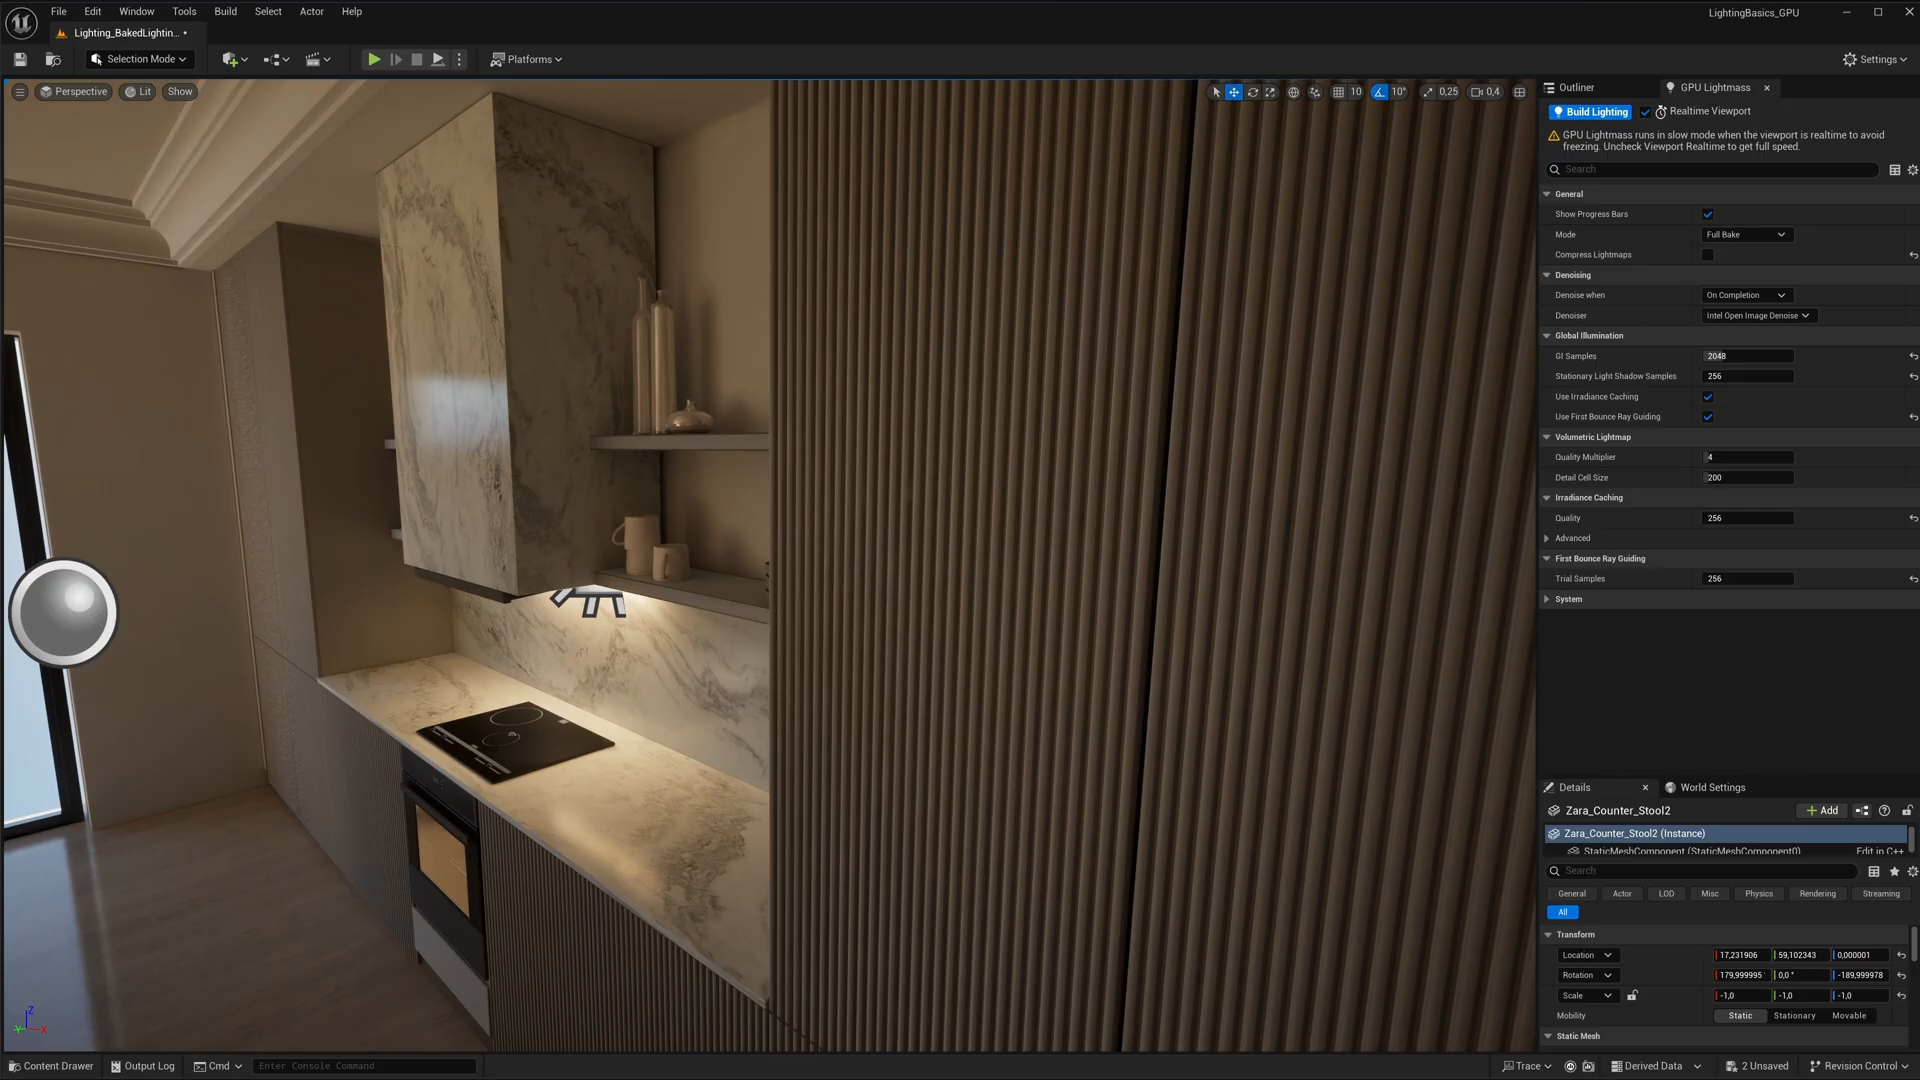 File Edit Window Tools Build Select Actor Help
LightingBasics_GPU
Lighting_BakedLightin... •
Selection Mode
Platforms
Settings
Perspective
Lit
Show
10
10°
0,25
0,4
Outliner
GPU Lightmass
Build Lighting
Realtime Viewport
GPU Lightmass runs in slow mode when the viewport is realtime to avoid
freezing. Uncheck Viewport Realtime to get full speed.
Search
General
Show Progress Bars
Mode Full Bake
Compress Lightmaps
Denoising
Denoise when On Completion
Denoiser Intel Open Image Denoise
Global Illumination
GI Samples 2048
Stationary Light Shadow Samples 256
Use Irradiance Caching
Use First Bounce Ray Guiding
Volumetric Lightmap
Quality Multiplier 4
Detail Cell Size 200
Irradiance Caching
Quality 256
Advanced
First Bounce Ray Guiding
Trial Samples 256
System
Details
World Settings
Zara_Counter_Stool2
Add
Zara_Counter_Stool2 (Instance)
StaticMeshComponent (StaticMeshComponent0) Edit in C++
Search
General Actor LOD Misc Physics Rendering Streaming
All
Transform
Location 17,231906 59,102343 0,000001
Rotation 179,999995 0,0 ° -189,999978
Scale -1,0 -1,0 -1,0
Mobility Static Stationary Movable
Static Mesh
Z
Y X
Content Drawer Output Log Cmd Enter Console Command
Trace Derived Data 2 Unsaved Revision Control